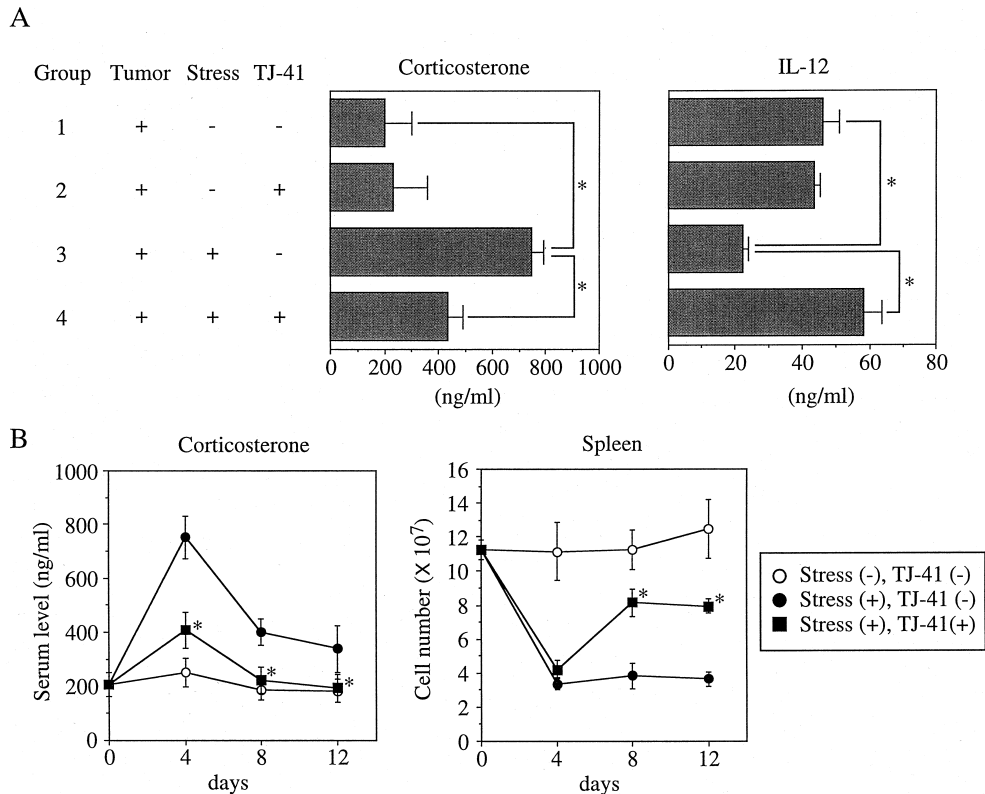 A
Group Tumor Stress TJ-41
1 + - -
2 + - +
3 + + -
4 + + +
Corticosterone
*
*
0 200 400 600 800 1000
(ng/ml)
IL-12
*
*
0 20 40 60 80
(ng/ml)
B
Corticosterone
Serum level (ng/ml)
1000
800
600
400
200
0
* * *
0 4 8 12
days
Spleen
Cell number (X 10⁷)
16
14
12
10
8
6
4
2
0
* *
0 4 8 12
days
Stress (-), TJ-41 (-)
Stress (+), TJ-41 (-)
Stress (+), TJ-41(+)